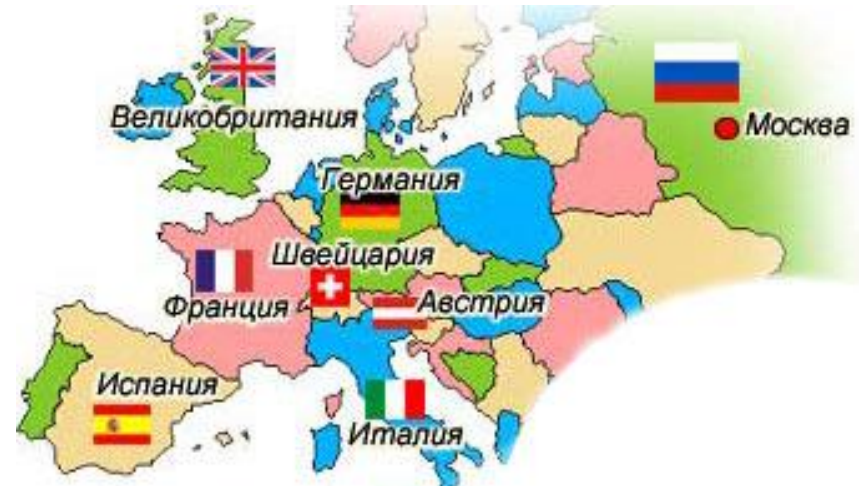 Великобритания
Москва
Германия
Швейцария
Франция
Австрия
Испания
Италия